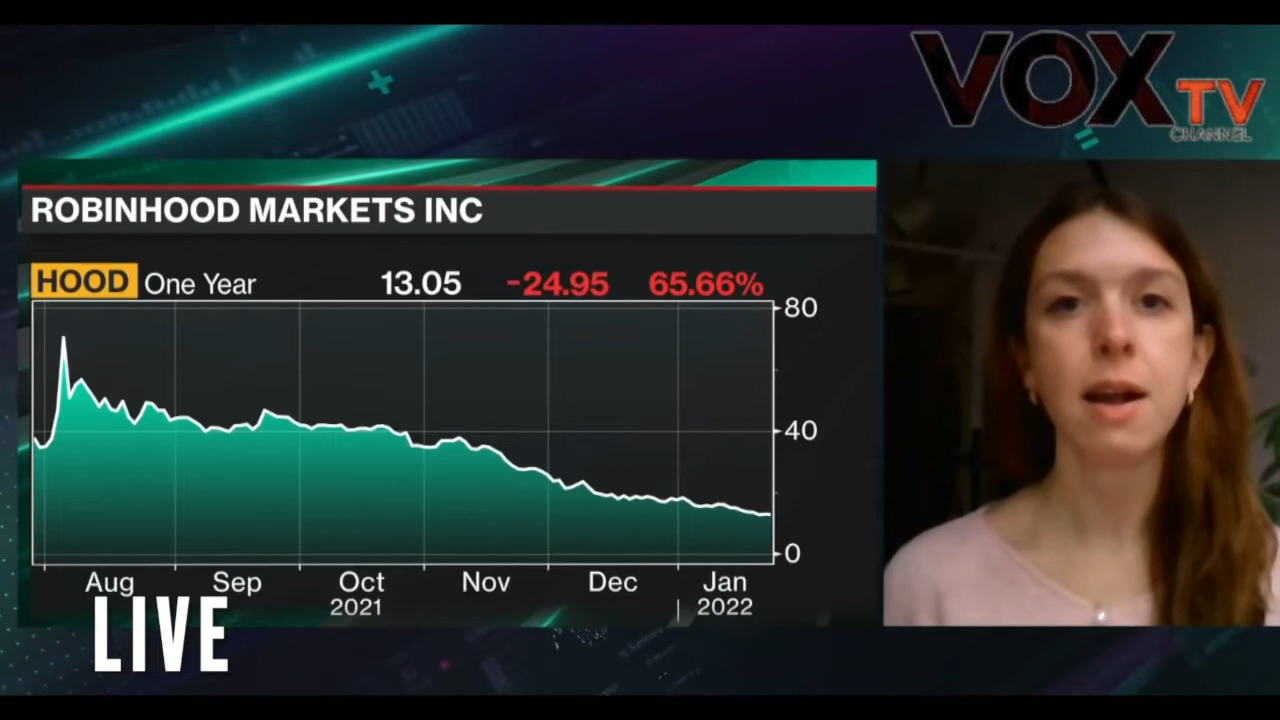 VOX
TV
CHANNEL
ROBINHOOD MARKETS INC
HOOD One Year 13.05 -24.95 65.66%
80
40
0
Aug Sep Oct Nov Dec Jan
2021 2022
LIVE